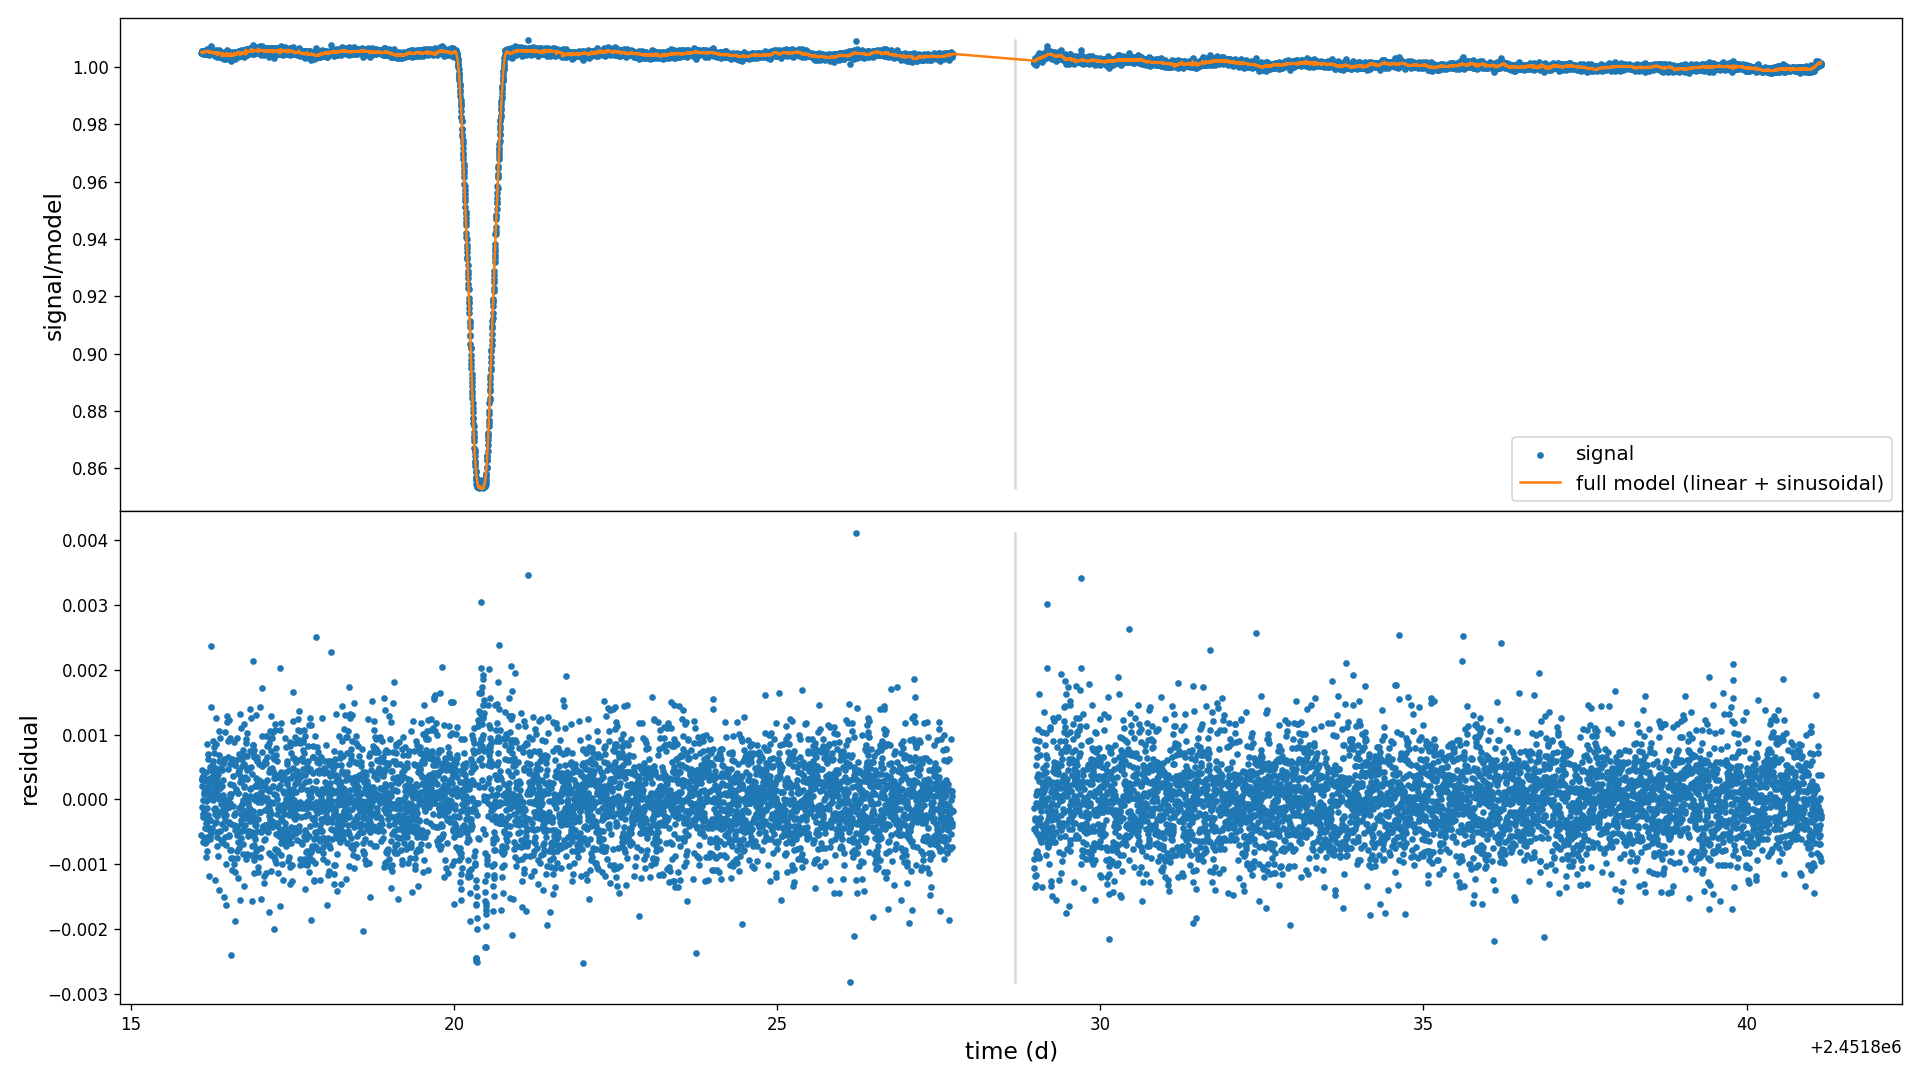 1.00
0.98
0.96
0.94
0.92
0.90
0.88
0.86
signal/model
signal
full model (linear + sinusoidal)
0.004
0.003
0.002
0.001
0.000
−0.001
−0.002
−0.003
residual
15 20 25 30 35 40
time (d)
+2.4518e6